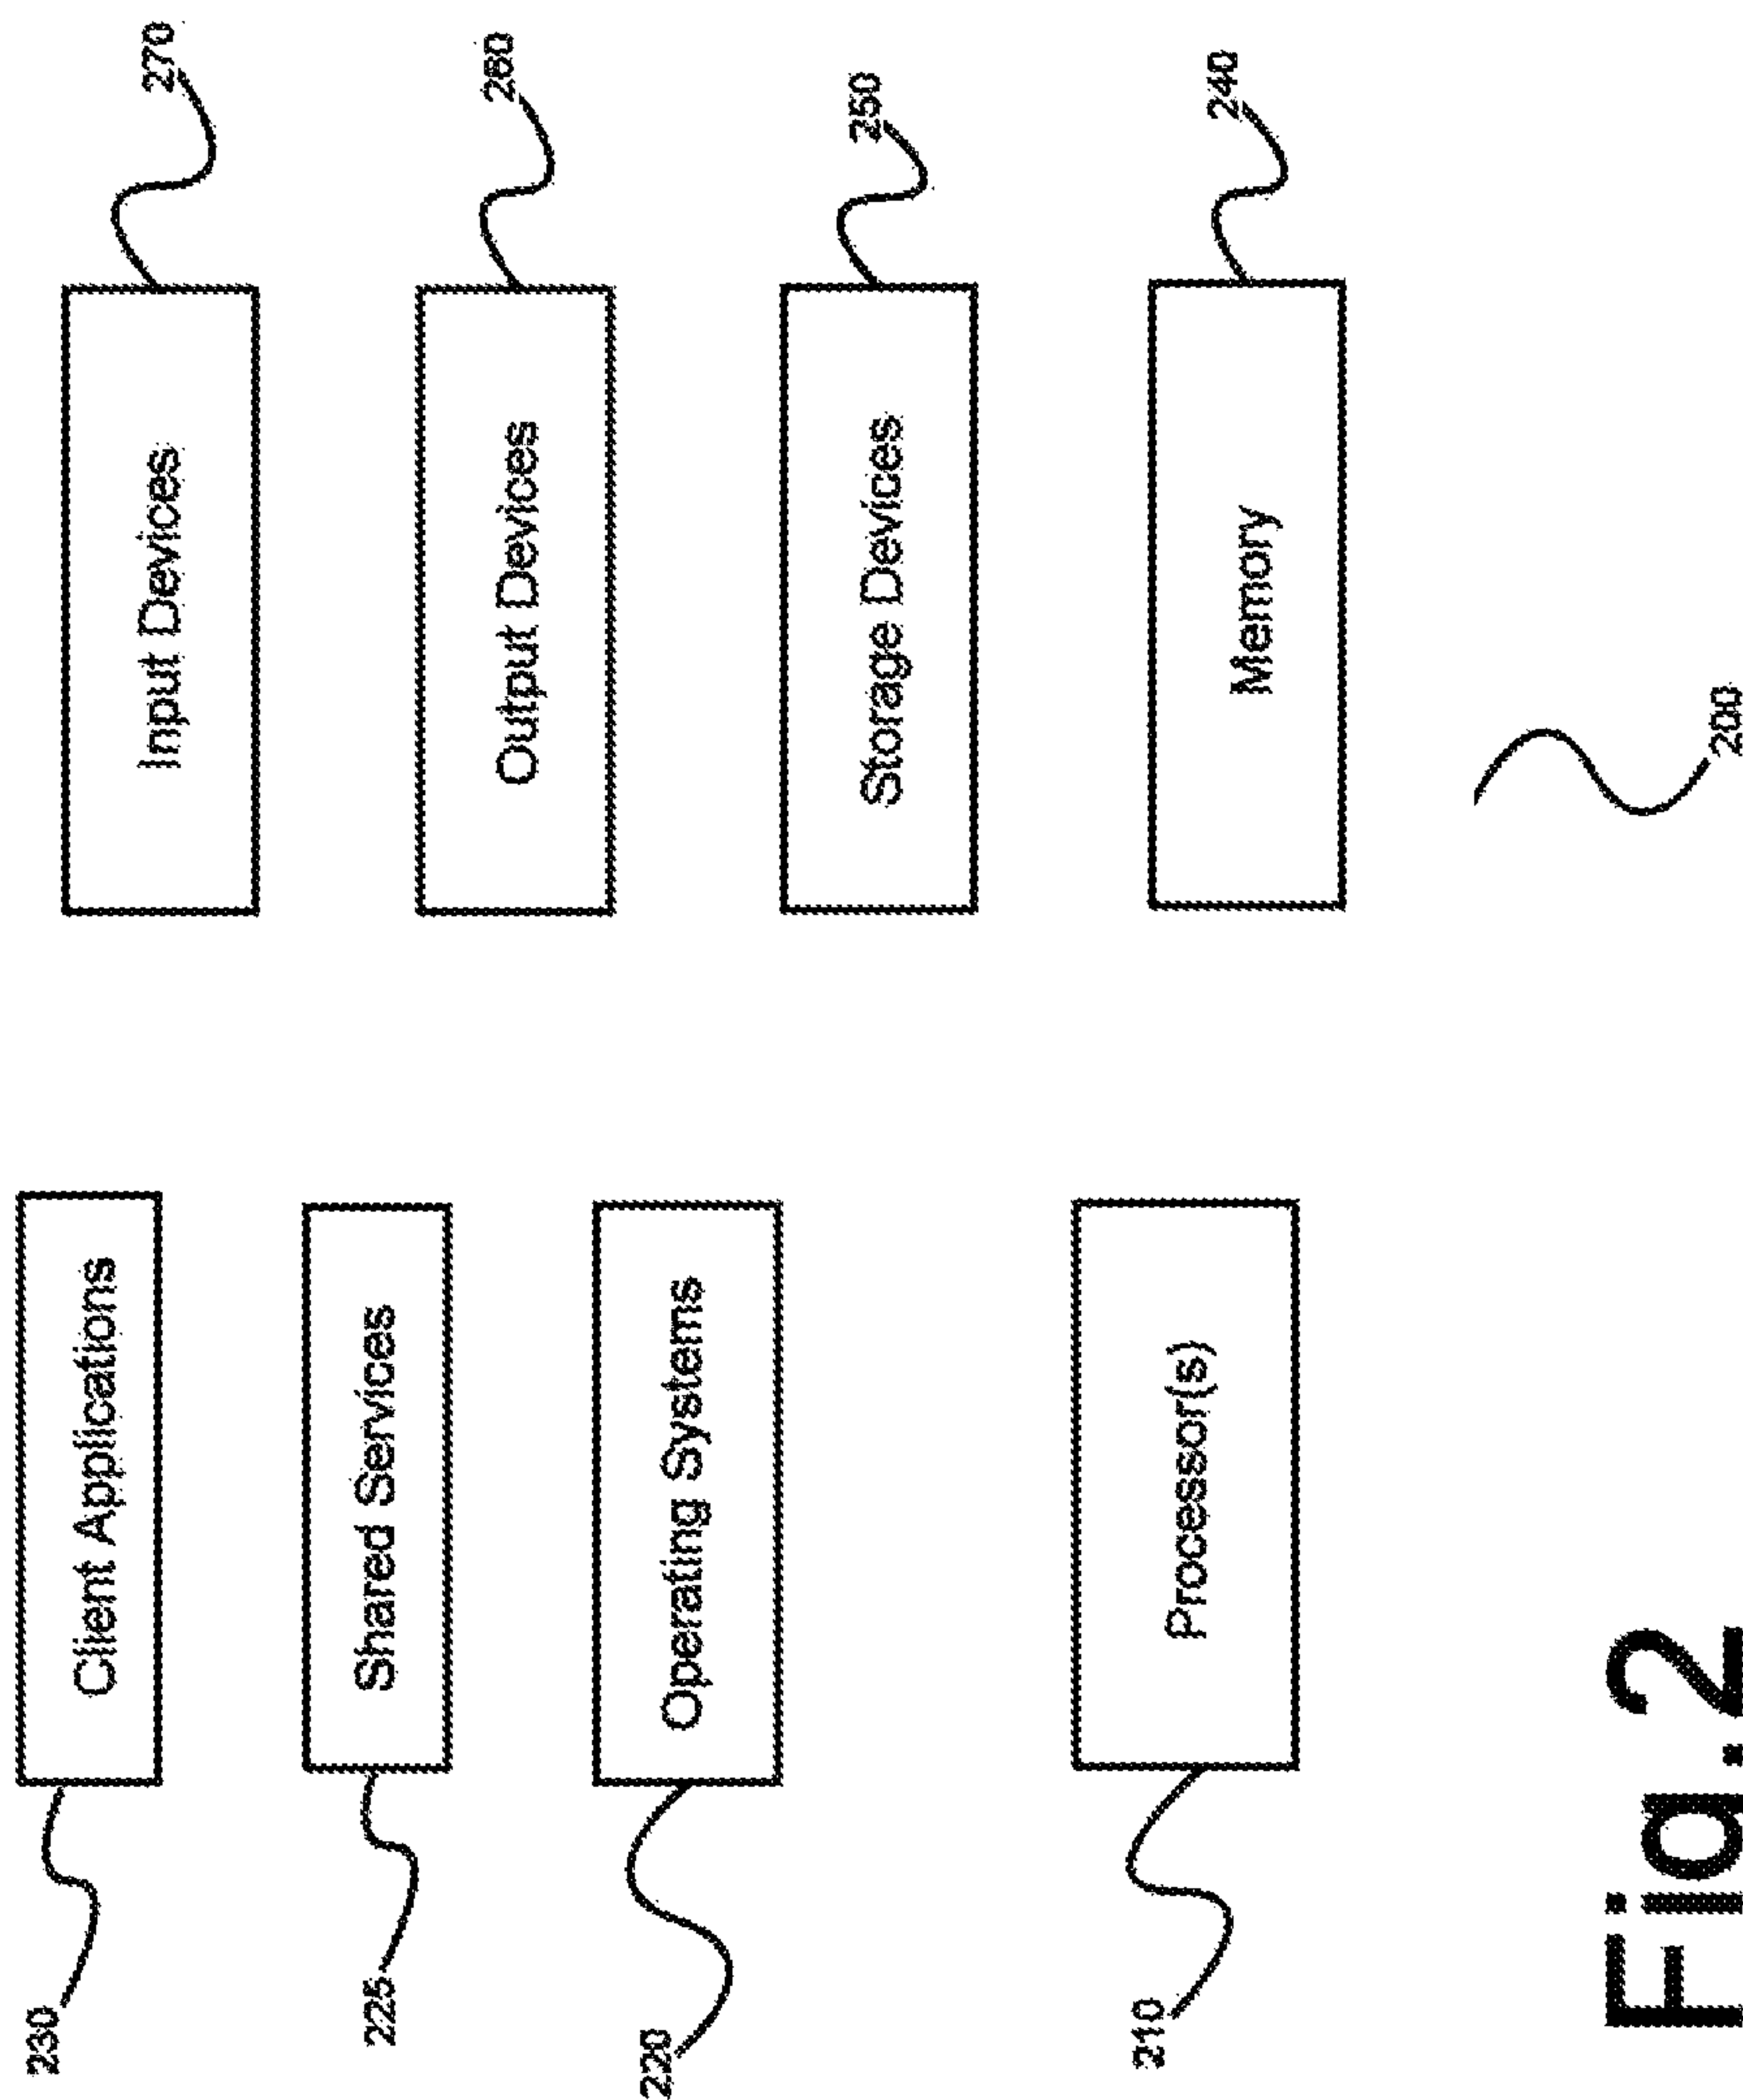 230
Client Applications
Input Devices
270
225
Shared Services
Output Devices
260
220
Operating Systems
Storage Devices
250
210
Processor(s)
Memory
240
Fig.2
200